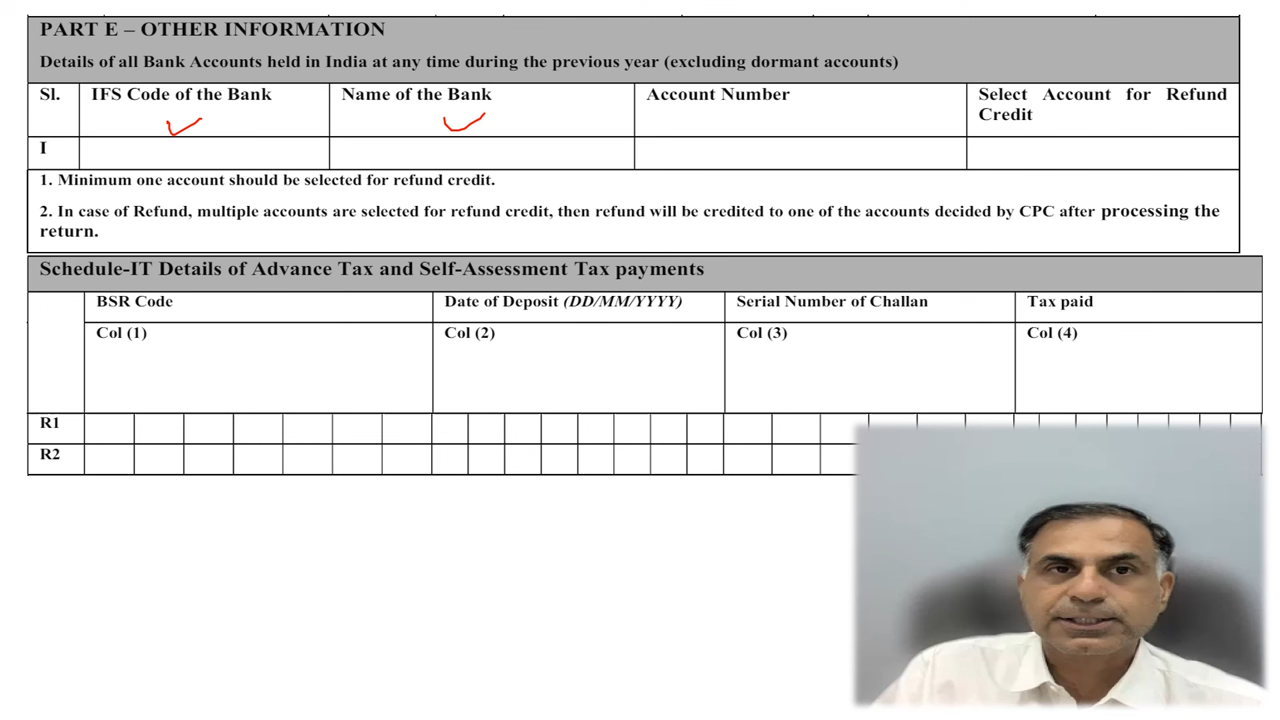 PART E – OTHER INFORMATION
Details of all Bank Accounts held in India at any time during the previous year (excluding dormant accounts)
Sl. IFS Code of the Bank Name of the Bank Account Number Select Account for Refund
Credit
I
1. Minimum one account should be selected for refund credit.
2. In case of Refund, multiple accounts are selected for refund credit, then refund will be credited to one of the accounts decided by CPC after processing the
return.
Schedule-IT Details of Advance Tax and Self-Assessment Tax payments
BSR Code Date of Deposit (DD/MM/YYYY) Serial Number of Challan Tax paid
Col (1) Col (2) Col (3) Col (4)
R1
R2